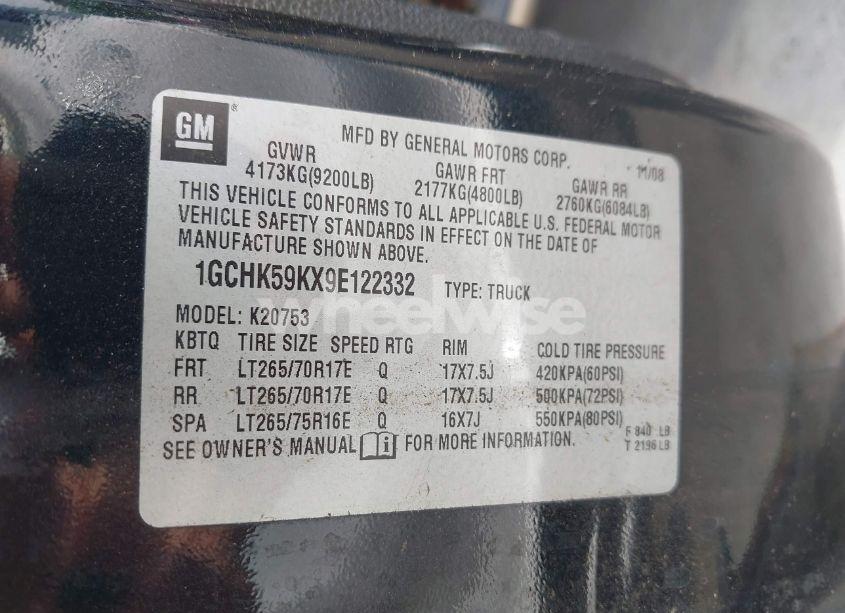 GM ®
MFD BY GENERAL MOTORS CORP. 11/08
GVWR GAWR FRT GAWR RR
4173KG(9200LB) 2177KG(4800LB) 2760KG(6084LB)
THIS VEHICLE CONFORMS TO ALL APPLICABLE U.S. FEDERAL MOTOR
VEHICLE SAFETY STANDARDS IN EFFECT ON THE DATE OF
MANUFACTURE SHOWN ABOVE.
1GCHK59KX9E122332 TYPE: TRUCK
wheelwise
MODEL: K20753
KBTQ TIRE SIZE SPEED RTG RIM COLD TIRE PRESSURE
FRT LT265/70R17E Q 17X7.5J 420KPA(60PSI)
RR LT265/70R17E Q 17X7.5J 500KPA(72PSI)
SPA LT265/75R16E Q 16X7J 550KPA(80PSI)
F 840 LB
SEE OWNER'S MANUAL FOR MORE INFORMATION. T 2196 LB